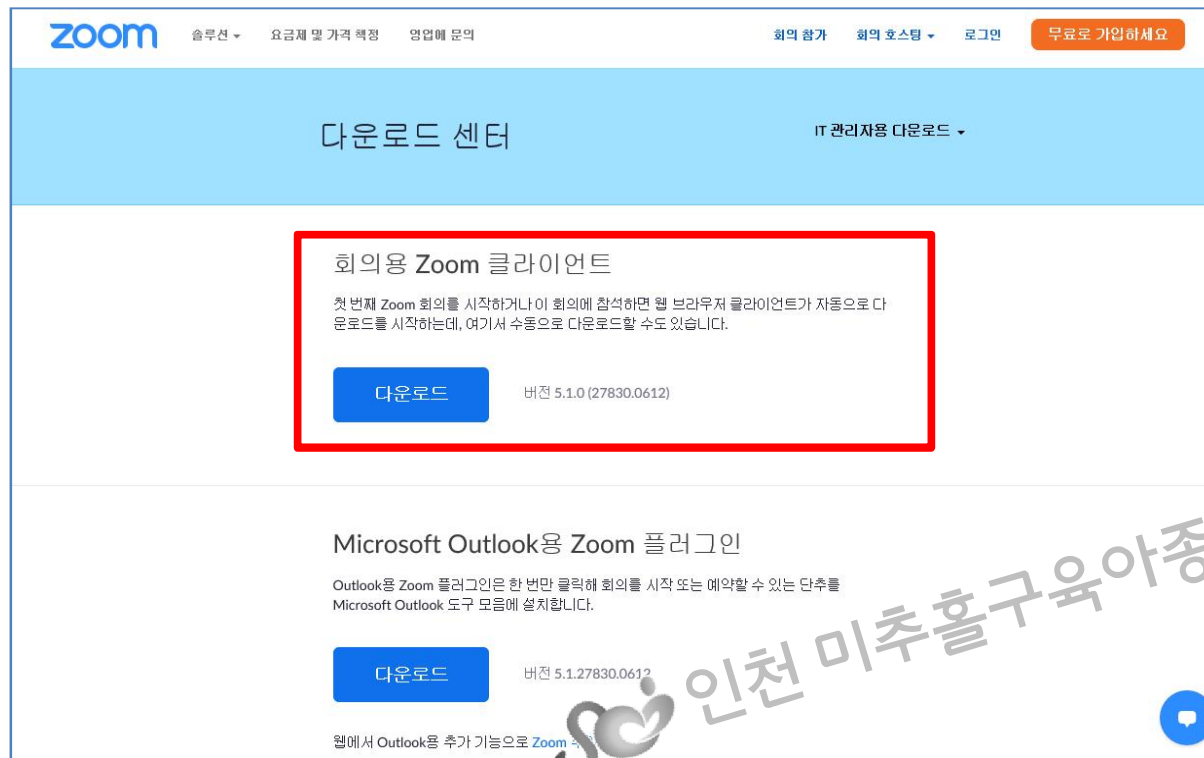 zoom 솔루션 요금제 및 가격 책정 영업에 문의 회의 참가 회의 호스팅 로그인 무료로 가입하세요
다운로드 센터 IT 관리자용 다운로드
회의용 Zoom 클라이언트
첫 번째 Zoom 회의를 시작하거나 이 회의에 참석하면 웹 브라우저 클라이언트가 자동으로 다
운로드를 시작하는데, 여기서 수동으로 다운로드할 수도 있습니다.
다운로드 버전 5.1.0 (27830.0612)
Microsoft Outlook용 Zoom 플러그인
Outlook용 Zoom 플러그인은 한 번만 클릭해 회의를 시작 또는 예약할 수 있는 단추를
Microsoft Outlook 도구 모음에 설치합니다.
다운로드 버전 5.1.27830.0612
웹에서 Outlook용 추가 기능으로 Zoom
인천 미추홀구육아종